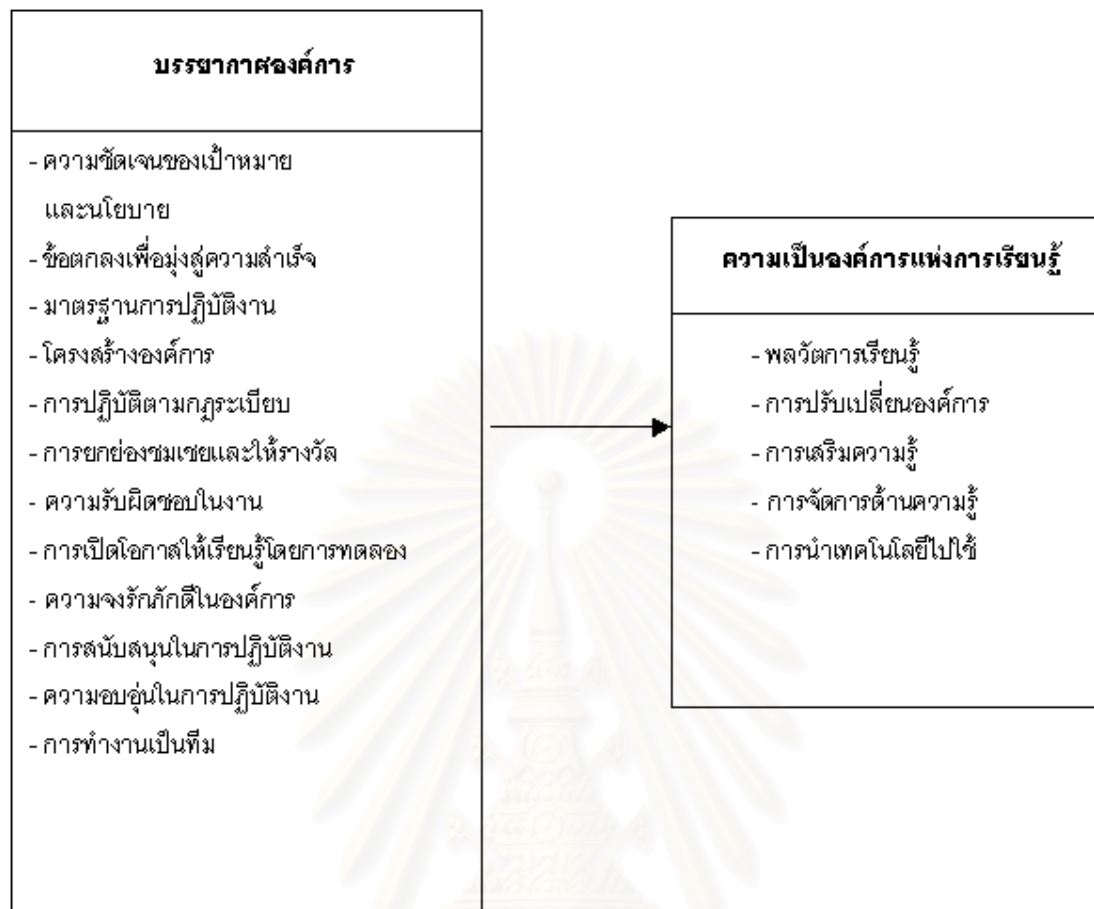 บรรยากาศองค์การ
- ความชัดเจนของเป้าหมาย
และนโยบาย
- ข้อตกลงเพื่อมุ่งสู่ความสำเร็จ
- มาตรฐานการปฏิบัติงาน
- โครงสร้างองค์การ
- การปฏิบัติตามกฎระเบียบ
- การยกย่องชมเชยและให้รางวัล
- ความรับผิดชอบในงาน
- การเปิดโอกาสให้เรียนรู้โดยการทดลอง
- ความจงรักภักดีในองค์การ
- การสนับสนุนในการปฏิบัติงาน
- ความอบอุ่นในการปฏิบัติงาน
- การทำงานเป็นทีม
ความเป็นองค์การแห่งการเรียนรู้
- พลวัตการเรียนรู้
- การปรับเปลี่ยนองค์การ
- การเสริมความรู้
- การจัดการด้านความรู้
- การนำเทคโนโลยีไปใช้